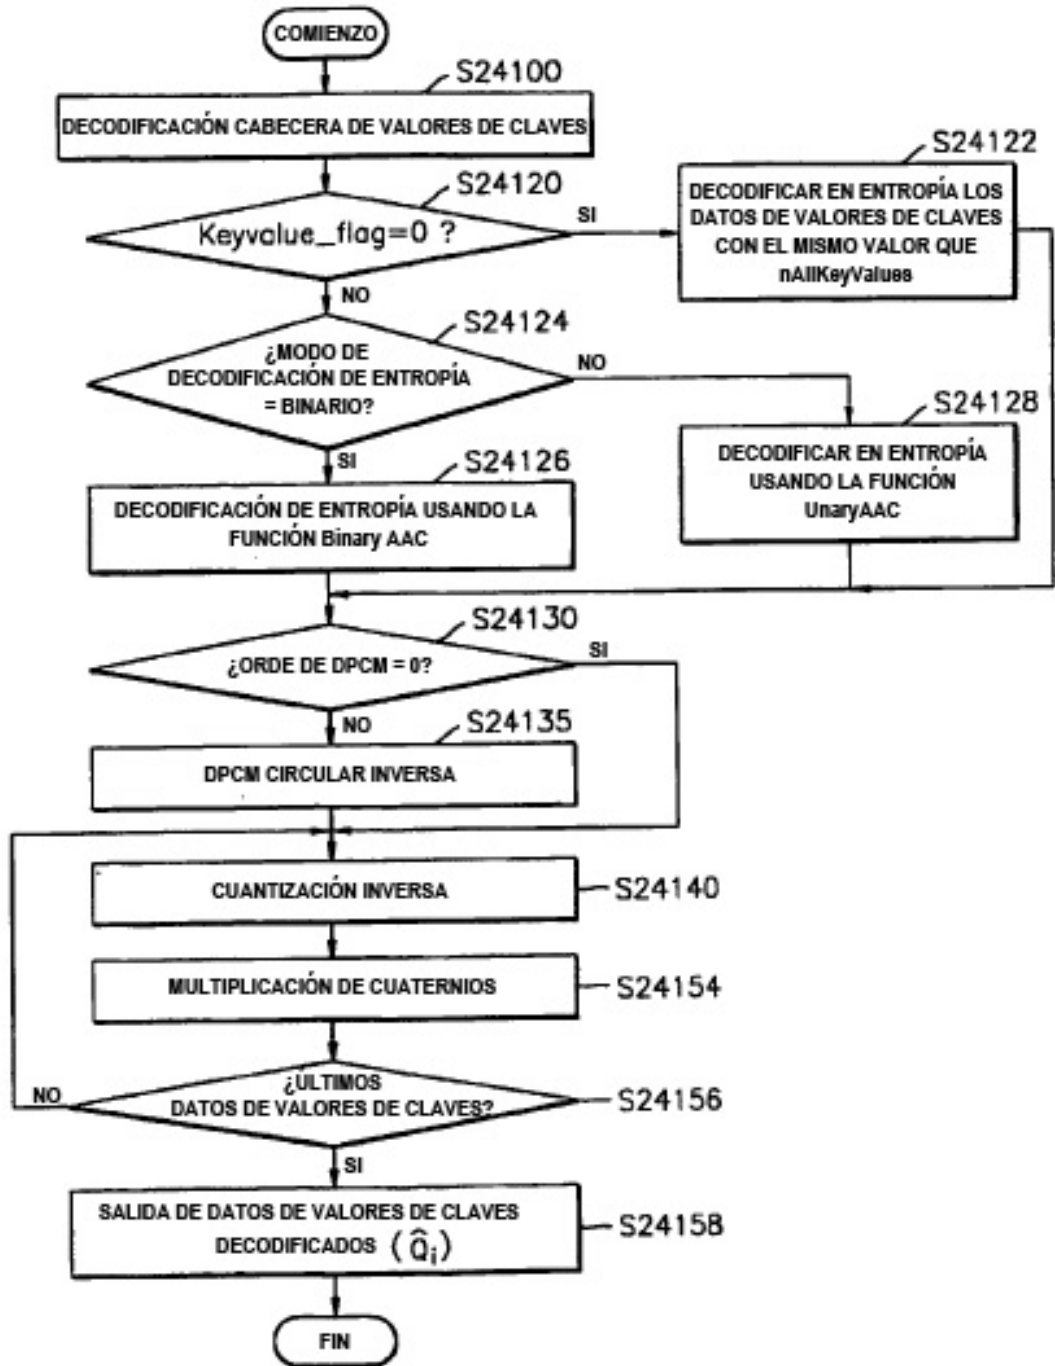 COMIENZO
S24100
DECODIFICACIÓN CABECERA DE VALORES DE CLAVES
S24120
Keyvalue_flag=0 ?
SI
NO
S24122
DECODIFICAR EN ENTROPÍA LOS
DATOS DE VALORES DE CLAVES
CON EL MISMO VALOR QUE
nAllKeyValues
S24124
¿MODO DE
DECODIFICACIÓN DE ENTROPÍA
= BINARIO?
NO
SI
S24128
DECODIFICAR EN ENTROPÍA
USANDO LA FUNCIÓN
UnaryAAC
S24126
DECODIFICACIÓN DE ENTROPÍA USANDO LA
FUNCIÓN Binary AAC
S24130
¿ORDE DE DPCM = 0?
SI
NO
S24135
DPCM CIRCULAR INVERSA
CUANTIZACIÓN INVERSA
S24140
MULTIPLICACIÓN DE CUATERNIOS
S24154
¿ÚLTIMOS
DATOS DE VALORES DE CLAVES?
NO
S24156
SI
SALIDA DE DATOS DE VALORES DE CLAVES
DECODIFICADOS (Q̂i)
S24158
FIN